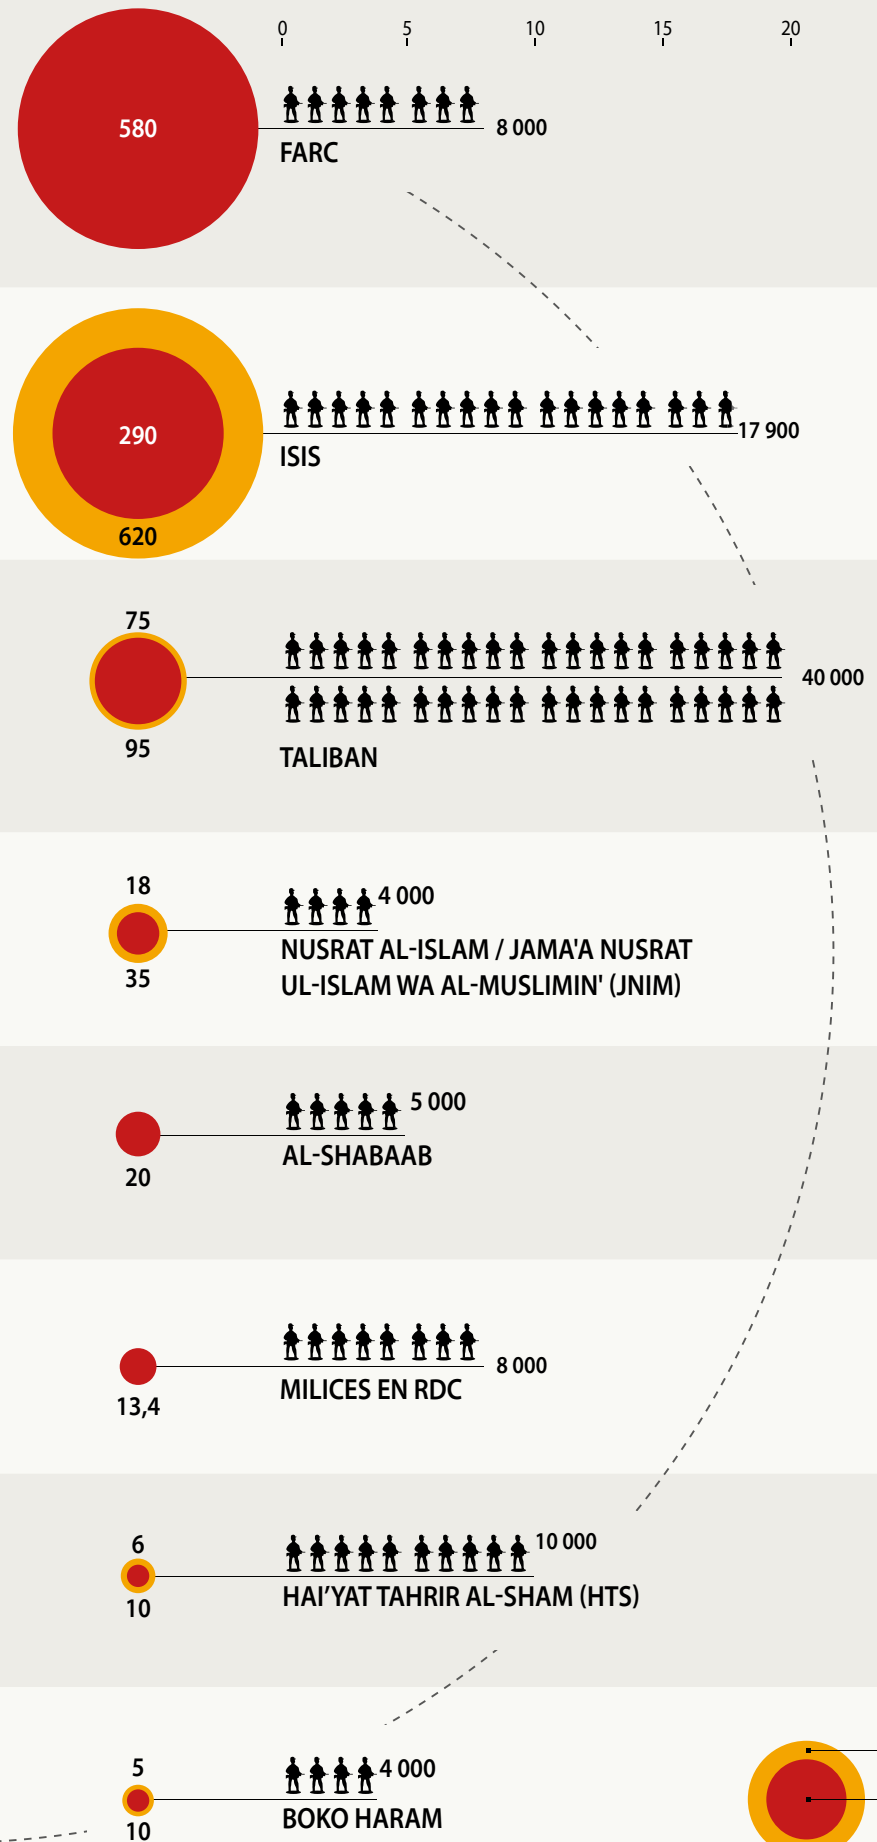 0 5 10 15 20
580
8 000
FARC
290
17 900
ISIS
620
75
40 000
95
TALIBAN
18
4 000
NUSRAT AL-ISLAM / JAMA'A NUSRAT
UL-ISLAM WA AL-MUSLIMIN' (JNIM)
35
5 000
AL-SHABAAB
20
8 000
MILICES EN RDC
13,4
6
10 000
HAI’YAT TAHRIR AL-SHAM (HTS)
10
5
4 000
BOKO HARAM
10